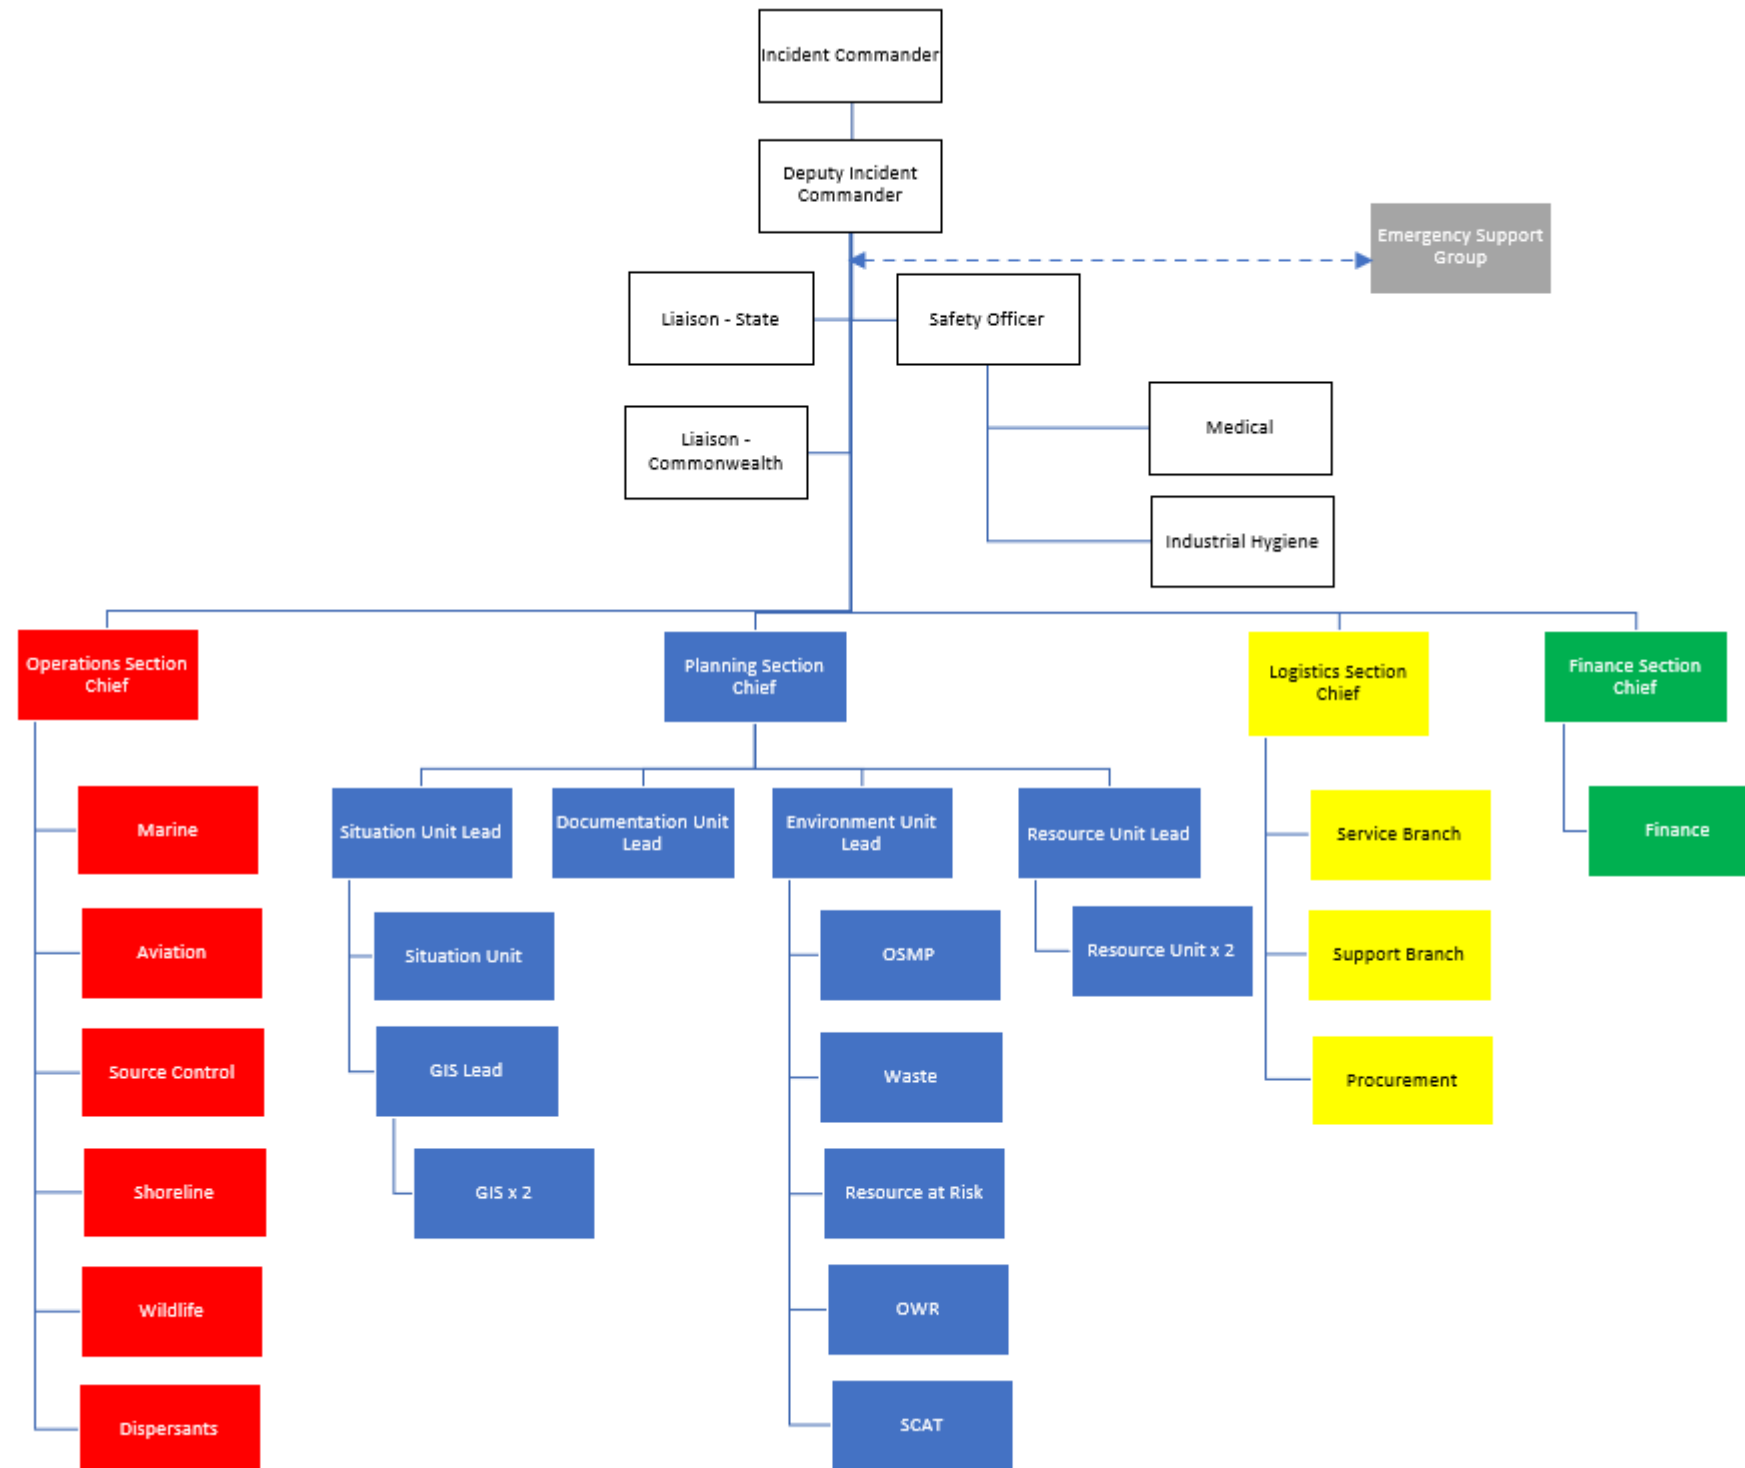 Incident Commander
Deputy Incident
Commander
Emergency Support
Group
Liaison - State
Safety Officer
Medical
Liaison -
Commonwealth
Industrial Hygiene
Operations Section
Chief
Planning Section
Chief
Logistics Section
Chief
Finance Section
Chief
Marine
Situation Unit Lead
Documentation Unit
Lead
Environment Unit
Lead
Resource Unit Lead
Service Branch
Finance
Aviation
Situation Unit
OSMP
Resource Unit x 2
Support Branch
Source Control
GIS Lead
Waste
Procurement
Shoreline
GIS x 2
Resource at Risk
Wildlife
OWR
Dispersants
SCAT